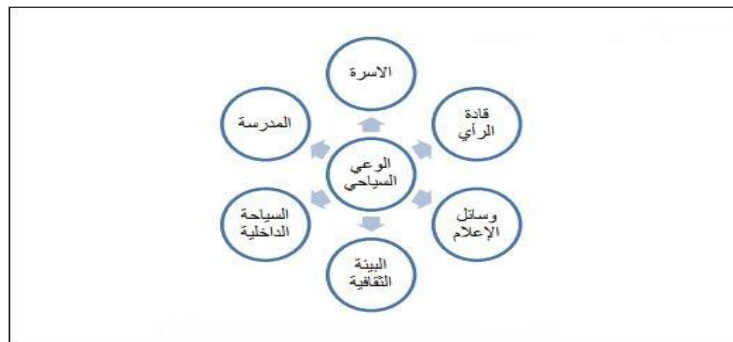 الاسرة
قادة
الرأي
المدرسة
الوعي
السياحي
وسائل
الإعلام
السياحة
الداخلية
البيئة
الثقافية